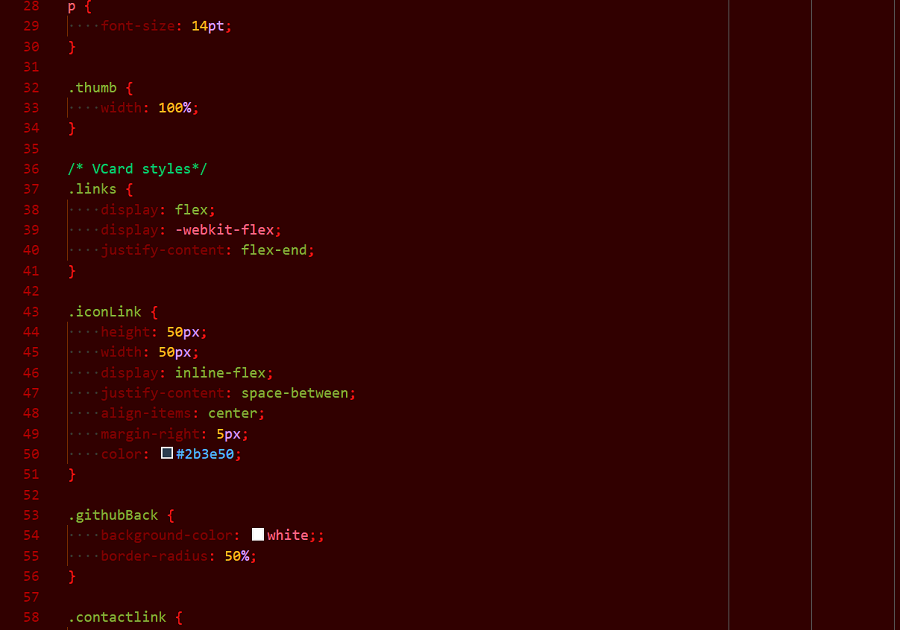 28 p {
29 ····font-size: 14pt;
30 }
31
32 .thumb {
33 ····width: 100%;
34 }
35
36 /* VCard styles*/
37 .links {
38 ····display: flex;
39 ····display: -webkit-flex;
40 ····justify-content: flex-end;
41 }
42
43 .iconLink {
44 ····height: 50px;
45 ····width: 50px;
46 ····display: inline-flex;
47 ····justify-content: space-between;
48 ····align-items: center;
49 ····margin-right: 5px;
50 ····color: #2b3e50;
51 }
52
53 .githubBack {
54 ····background-color: white;;
55 ····border-radius: 50%;
56 }
57
58 .contactlink {